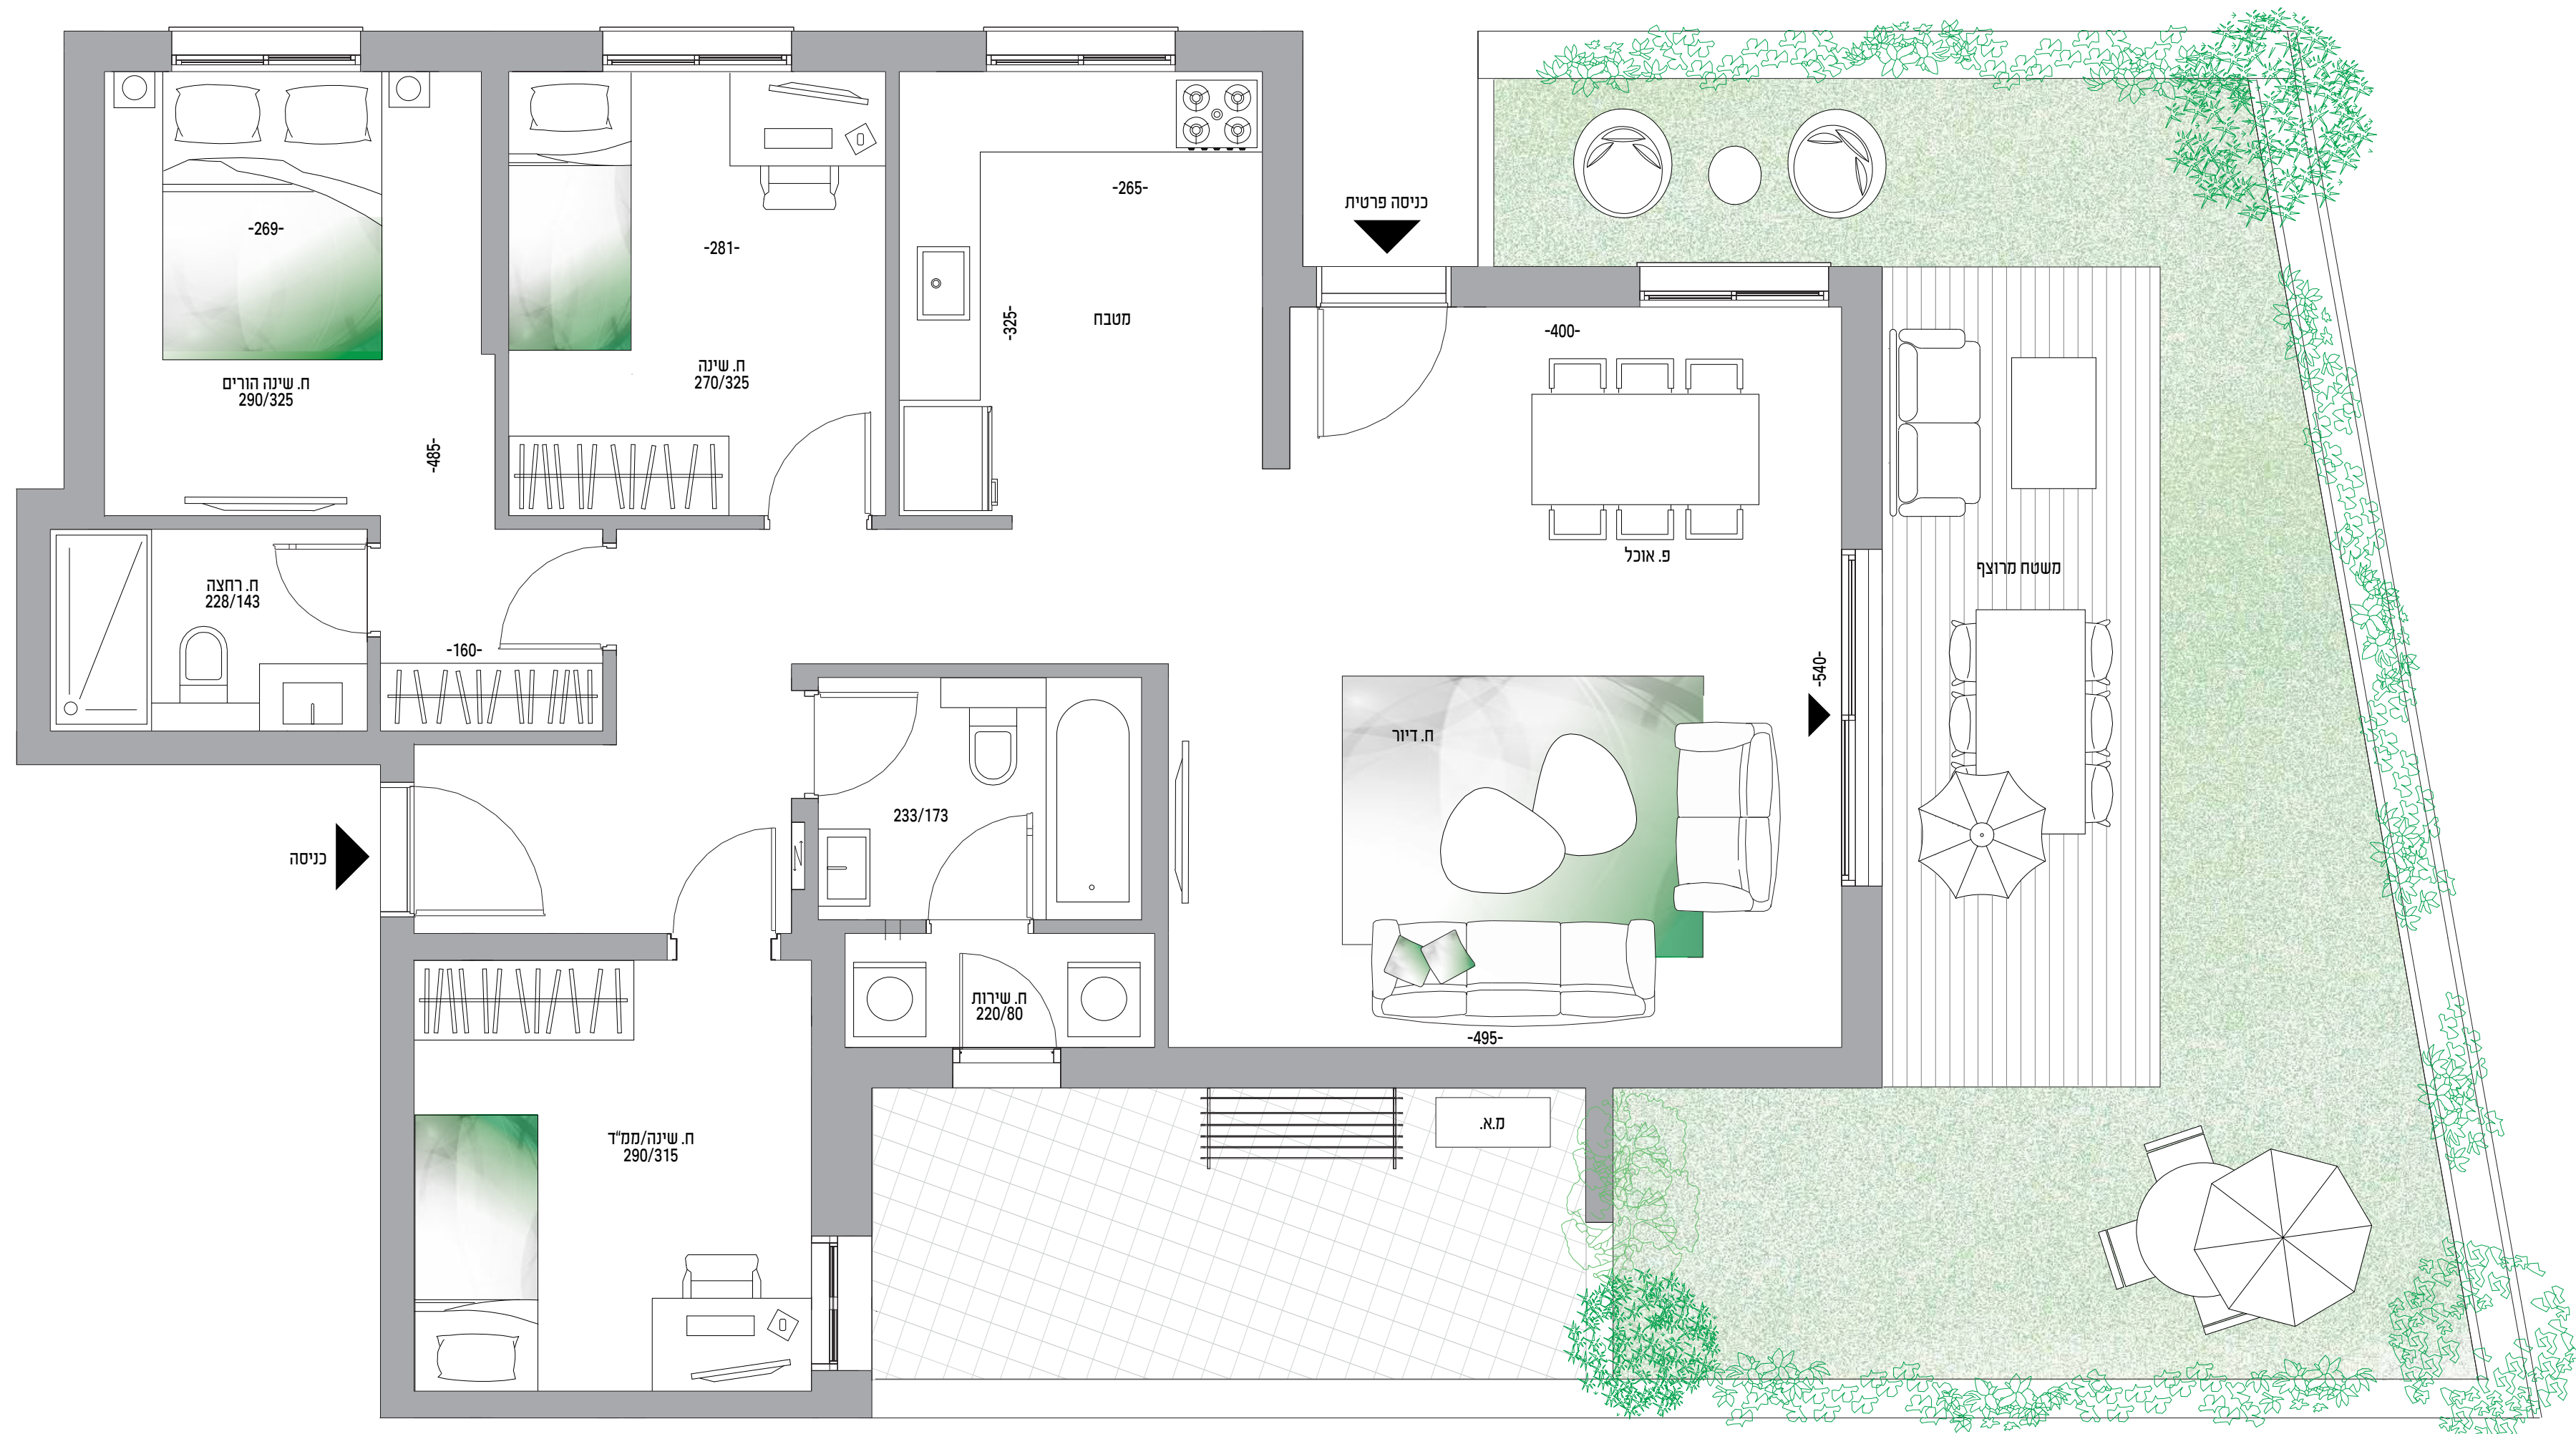 כניסה פרטית
-265-
-269-
-281-
-325-
מטבח
-400-
ח. שינה
270/325
ח. שינה הורים
290/325
-485-
פ. אוכל
משטח מרוצף
ח. רחצה
228/143
-160-
-540-
ח. דיור
233/173
כניסה
ח. שירות
220/80
-495-
מ.א.
ח. שינה/ממ"ד
290/315